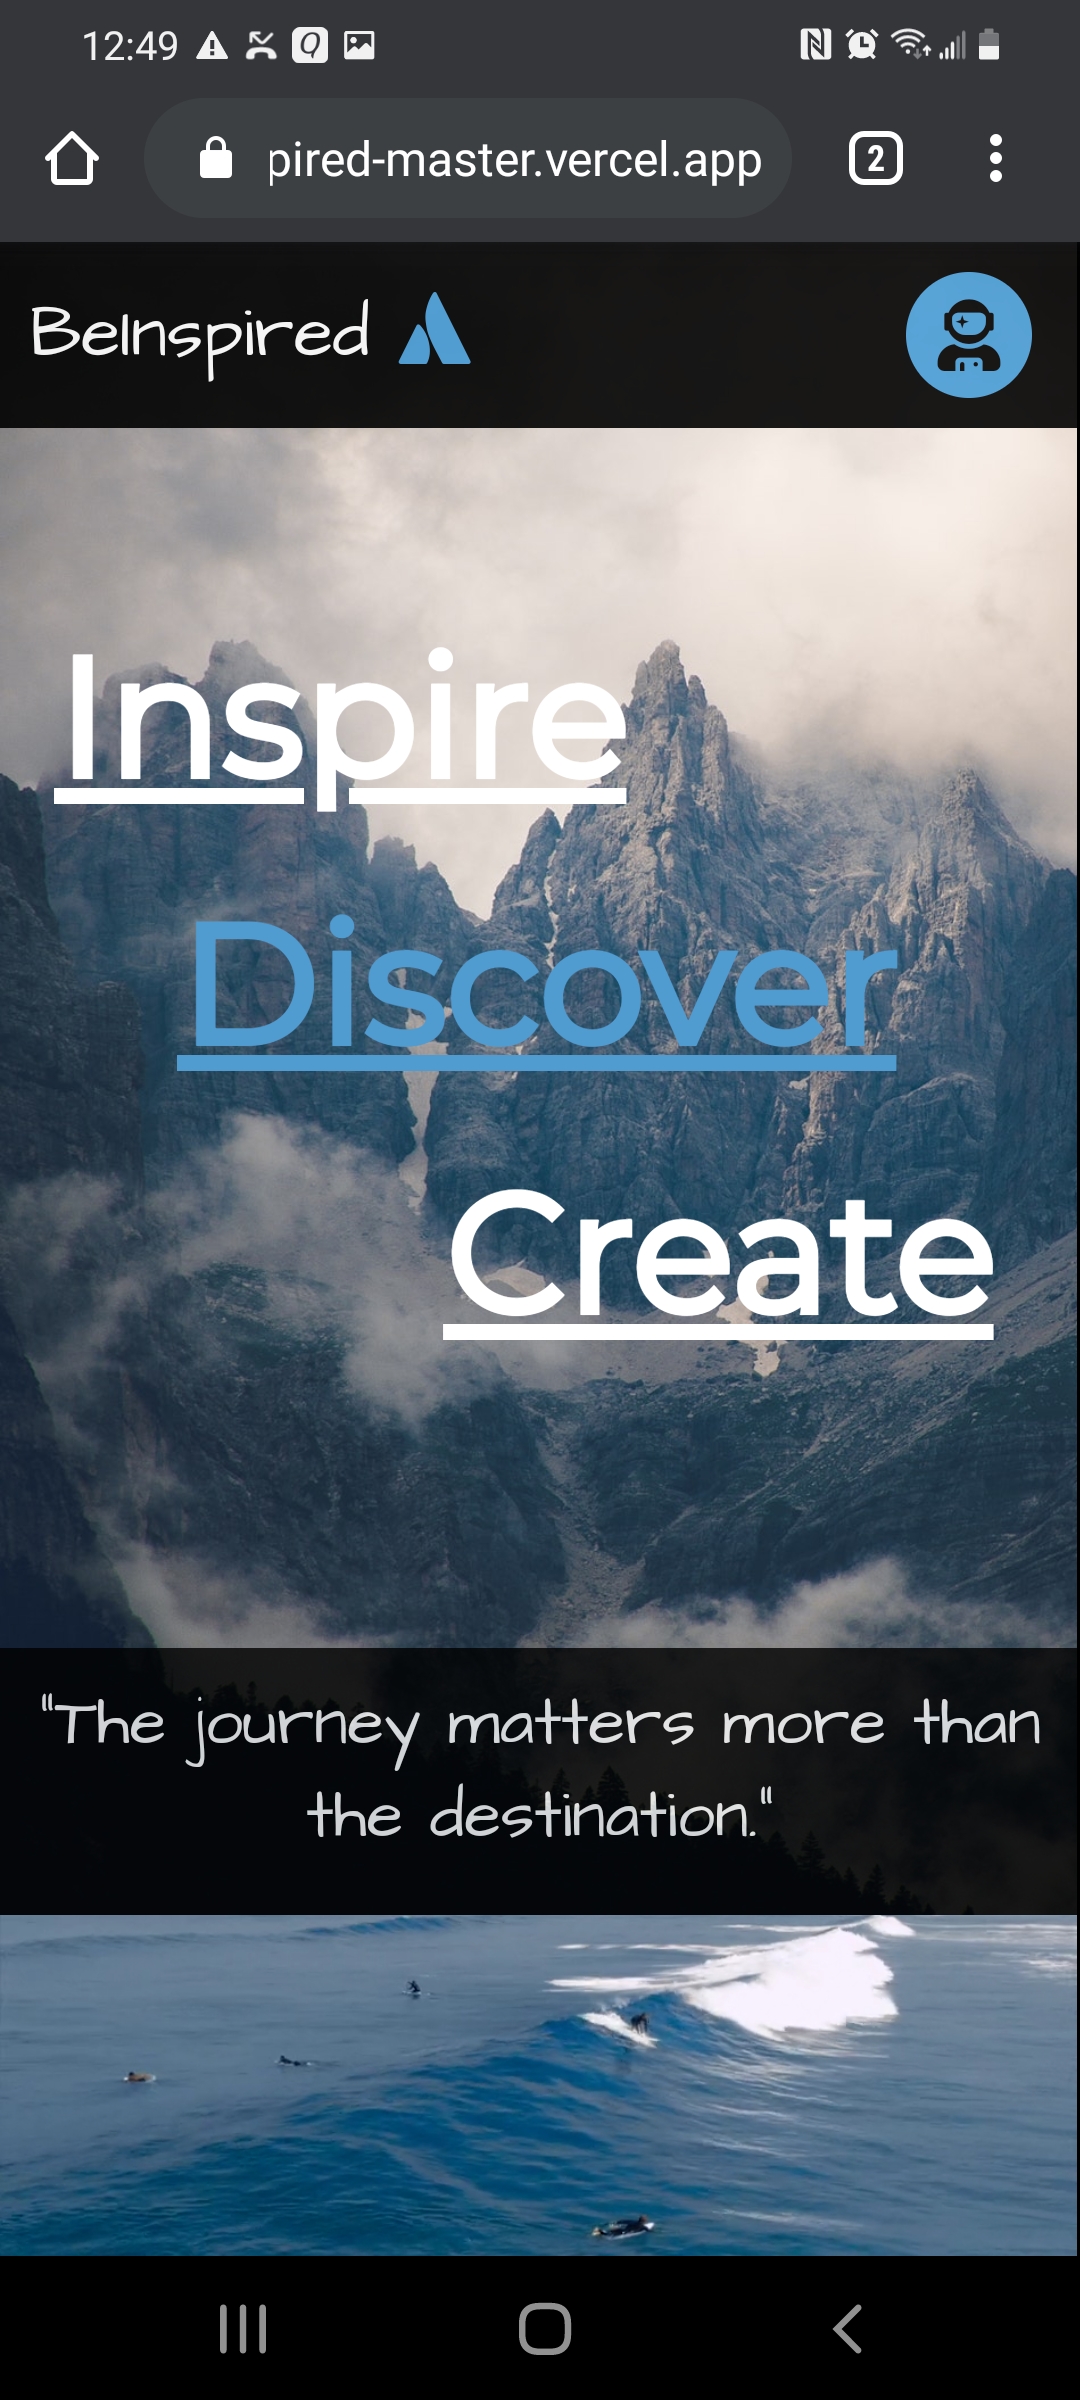 12:49
pired-master.vercel.app
2
BeInspired
Inspire
Discover
Create
"The journey matters more than
the destination."